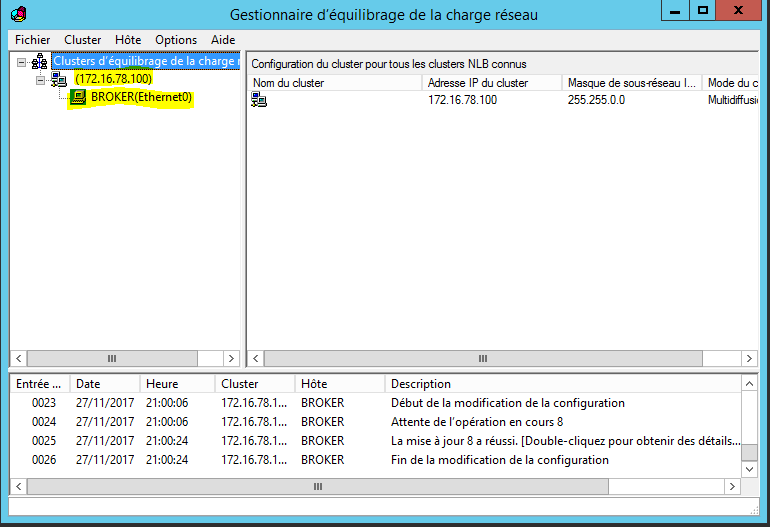 Gestionnaire d'équilibrage de la charge réseau
Fichier Cluster Hôte Options Aide
Clusters d'équilibrage de la charge r
(172.16.78.100)
BROKER(Ethernet0)
Configuration du cluster pour tous les clusters NLB connus
Nom du cluster Adresse IP du cluster Masque de sous-réseau I... Mode du c
172.16.78.100 255.255.0.0 Multidiffusi
Entrée ... Date Heure Cluster Hôte Description
0023 27/11/2017 21:00:06 172.16.78.1... BROKER Début de la modification de la configuration
0024 27/11/2017 21:00:06 172.16.78.1... BROKER Attente de l'opération en cours 8
0025 27/11/2017 21:00:24 172.16.78.1... BROKER La mise à jour 8 a réussi. [Double-cliquez pour obtenir des détails...
0026 27/11/2017 21:00:24 172.16.78.1... BROKER Fin de la modification de la configuration